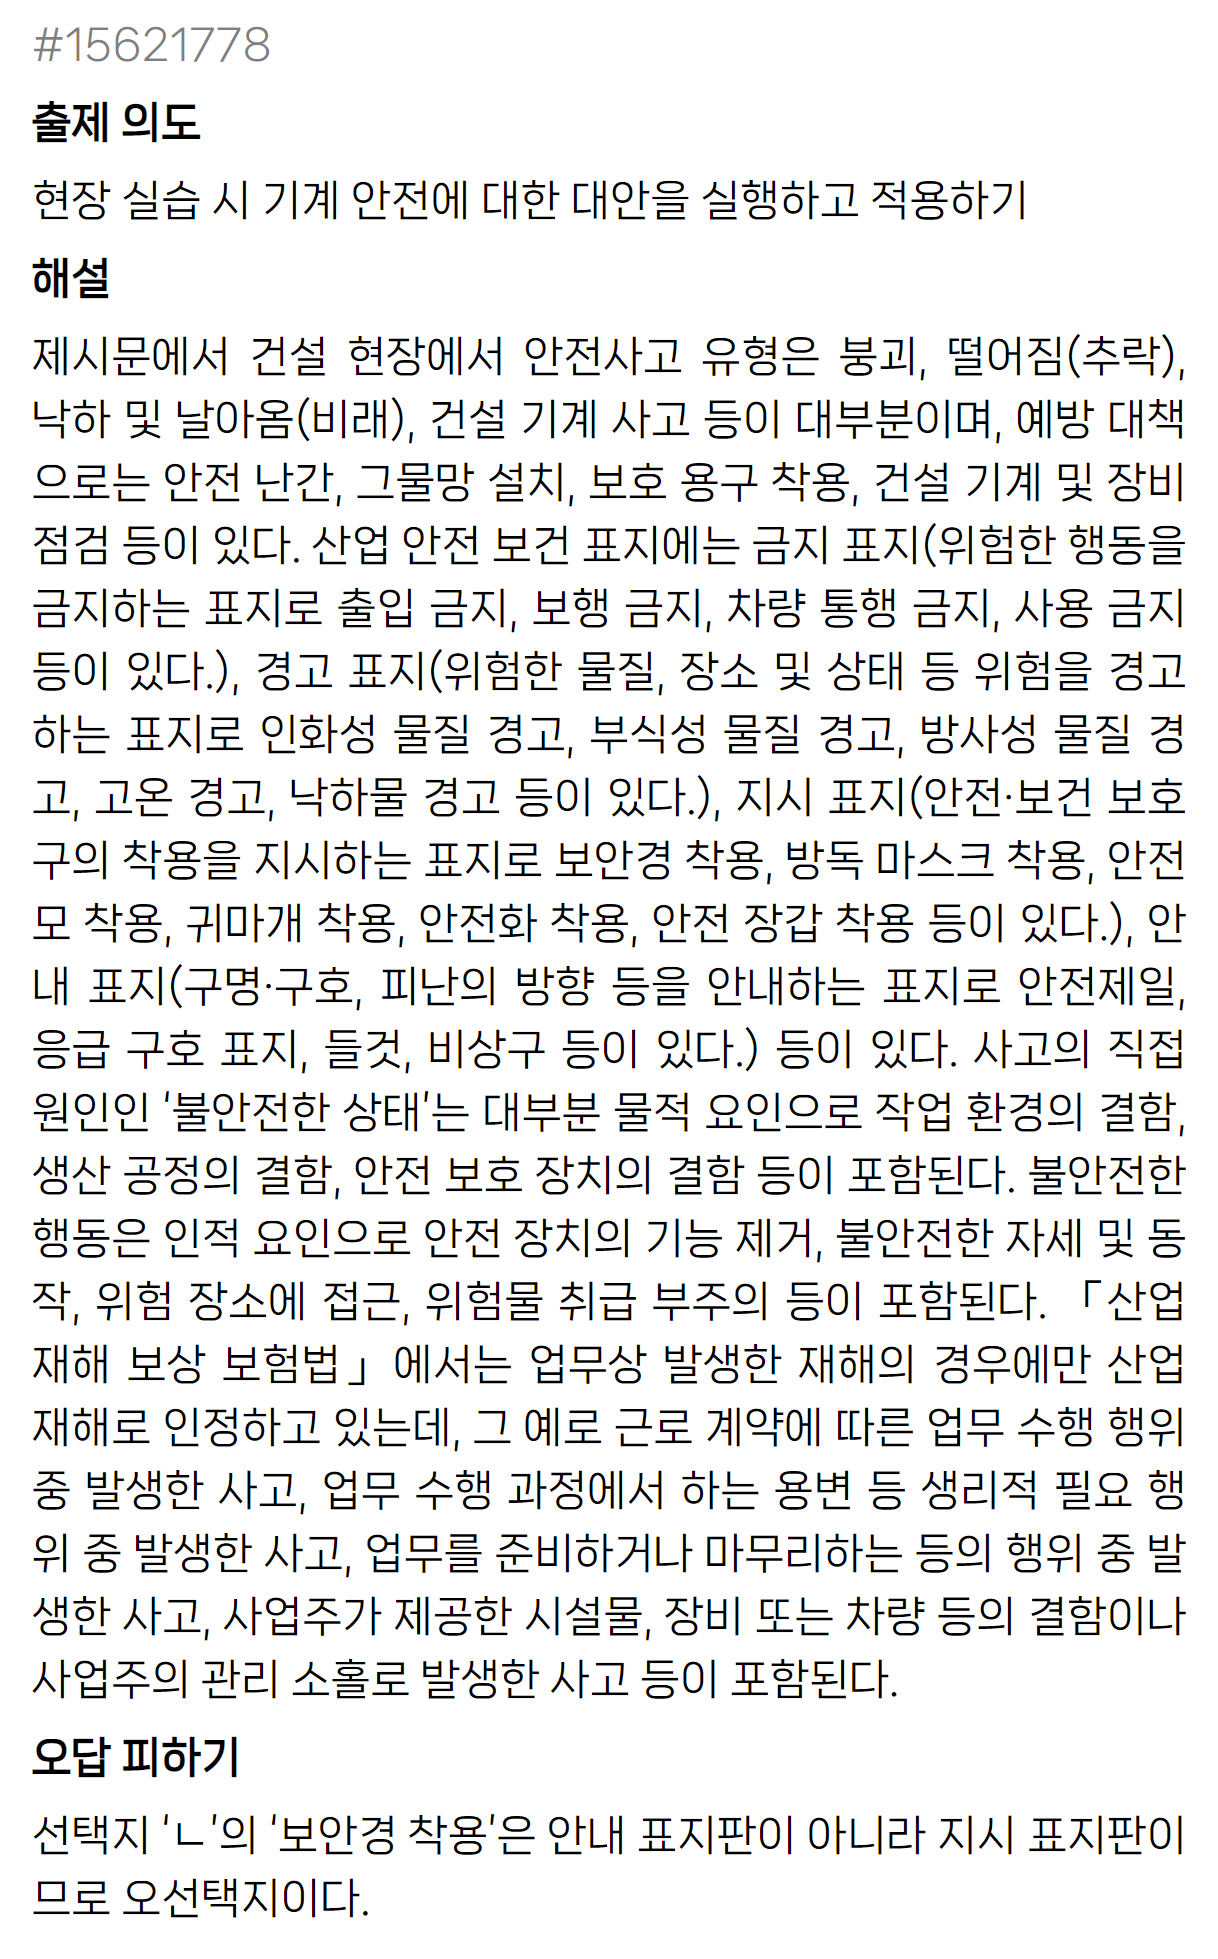 #15621778
출제 의도
현장 실습 시 기계 안전에 대한 대안을 실행하고 적용하기
해설
제시문에서 건설 현장에서 안전사고 유형은 붕괴, 떨어짐(추락),
낙하 및 날아옴(비래), 건설 기계 사고 등이 대부분이며, 예방 대책
으로는 안전 난간, 그물망 설치, 보호 용구 착용, 건설 기계 및 장비
점검 등이 있다. 산업 안전 보건 표지에는 금지 표지(위험한 행동을
금지하는 표지로 출입 금지, 보행 금지, 차량 통행 금지, 사용 금지
등이 있다.), 경고 표지(위험한 물질, 장소 및 상태 등 위험을 경고
하는 표지로 인화성 물질 경고, 부식성 물질 경고, 방사성 물질 경
고, 고온 경고, 낙하물 경고 등이 있다.), 지시 표지(안전·보건 보호
구의 착용을 지시하는 표지로 보안경 착용, 방독 마스크 착용, 안전
모 착용, 귀마개 착용, 안전화 착용, 안전 장갑 착용 등이 있다.), 안
내 표지(구명·구호, 피난의 방향 등을 안내하는 표지로 안전제일,
응급 구호 표지, 들것, 비상구 등이 있다.) 등이 있다. 사고의 직접
원인인 '불안전한 상태'는 대부분 물적 요인으로 작업 환경의 결함,
생산 공정의 결함, 안전 보호 장치의 결함 등이 포함된다. 불안전한
행동은 인적 요인으로 안전 장치의 기능 제거, 불안전한 자세 및 동
작, 위험 장소에 접근, 위험물 취급 부주의 등이 포함된다. 「산업
재해 보상 보험법」에서는 업무상 발생한 재해의 경우에만 산업
재해로 인정하고 있는데, 그 예로 근로 계약에 따른 업무 수행 행위
중 발생한 사고, 업무 수행 과정에서 하는 용변 등 생리적 필요 행
위 중 발생한 사고, 업무를 준비하거나 마무리하는 등의 행위 중 발
생한 사고, 사업주가 제공한 시설물, 장비 또는 차량 등의 결함이나
사업주의 관리 소홀로 발생한 사고 등이 포함된다.
오답 피하기
선택지 'ㄴ'의 '보안경 착용'은 안내 표지판이 아니라 지시 표지판이
므로 오선택지이다.